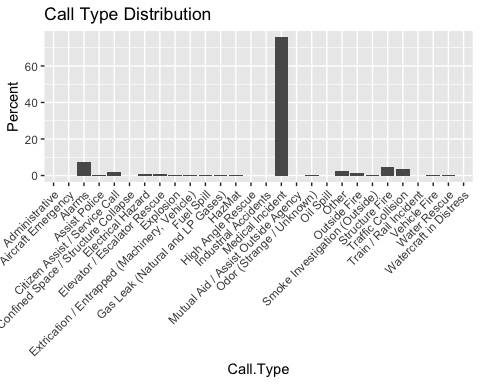 Call Type Distribution
Percent
60
40
20
0
Administrative
Aircraft Emergency
Alarms
Assist Police
Citizen Assist / Service Call
Confined Space / Structure Collapse
Electrical Hazard
Elevator / Escalator Rescue
Explosion
Extrication / Entrapped (Machinery, Vehicle)
Fuel Spill
Gas Leak (Natural and LP Gases)
HazMat
High Angle Rescue
Industrial Accidents
Medical Incident
Mutual Aid / Assist Outside Agency
Odor (Strange / Unknown)
Oil Spill
Other
Outside Fire
Smoke Investigation (Outside)
Structure Fire
Traffic Collision
Train / Rail Incident
Vehicle Fire
Water Rescue
Watercraft in Distress
Call.Type